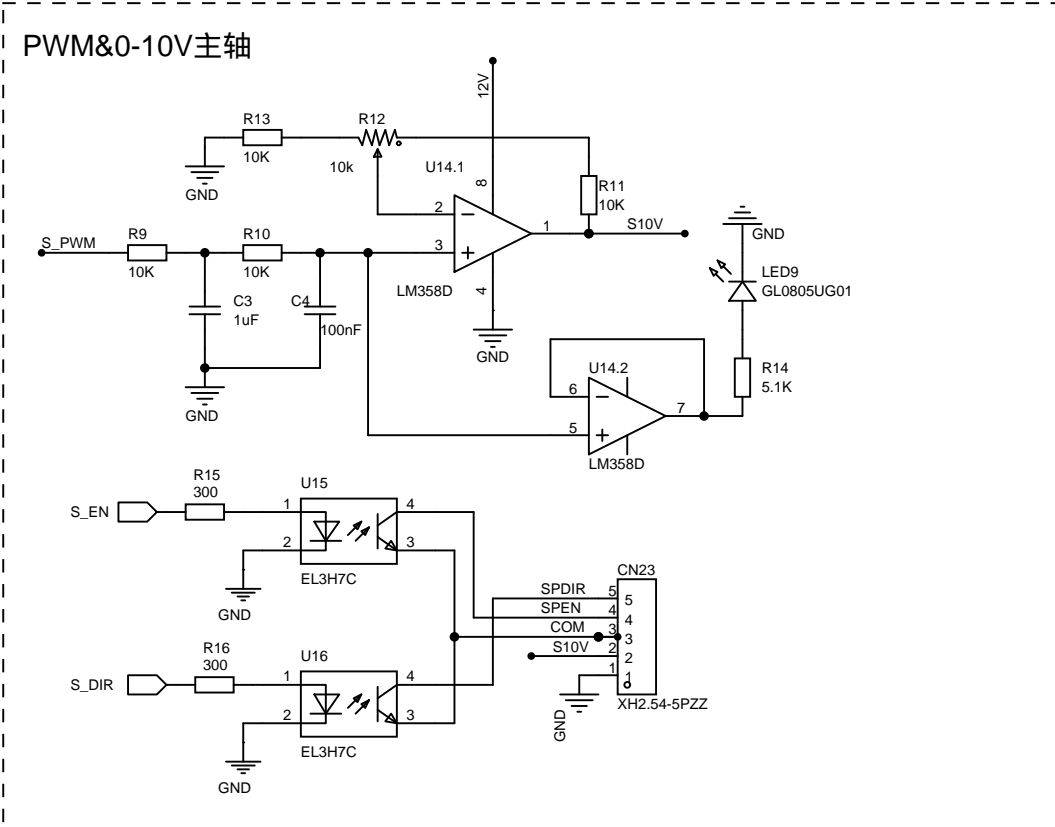 PWM&0-10V主轴
12V
R13
10K
GND
R12
10k
U14.1
8
2
3
1
4
LM358D
GND
R11
10K
S10V
S_PWM
R9
10K
R10
10K
C3
1uF
C4
100nF
GND
GND
LED9
GL0805UG01
R14
5.1K
U14.2
6
5
7
LM358D
S_EN
R15
300
U15
1
2
4
3
EL3H7C
GND
S_DIR
R16
300
U16
1
2
4
3
EL3H7C
GND
CN23
SPDIR 5 5
SPEN 4 4
COM 3 3
S10V 2 2
1 1
GND
XH2.54-5PZZ